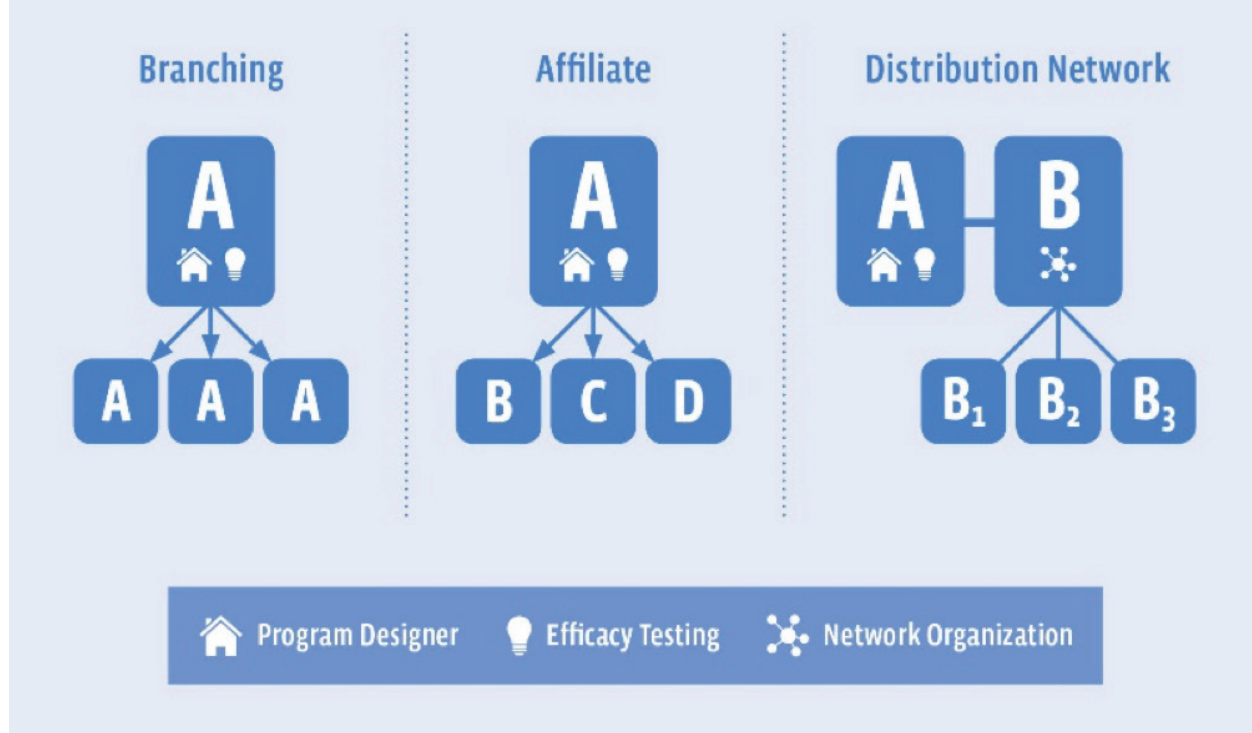 Branching
Affiliate
Distribution Network
A
A
A
B
A
A
A
B
C
D
B₁
B₂
B₃
Program Designer
Efficacy Testing
Network Organization